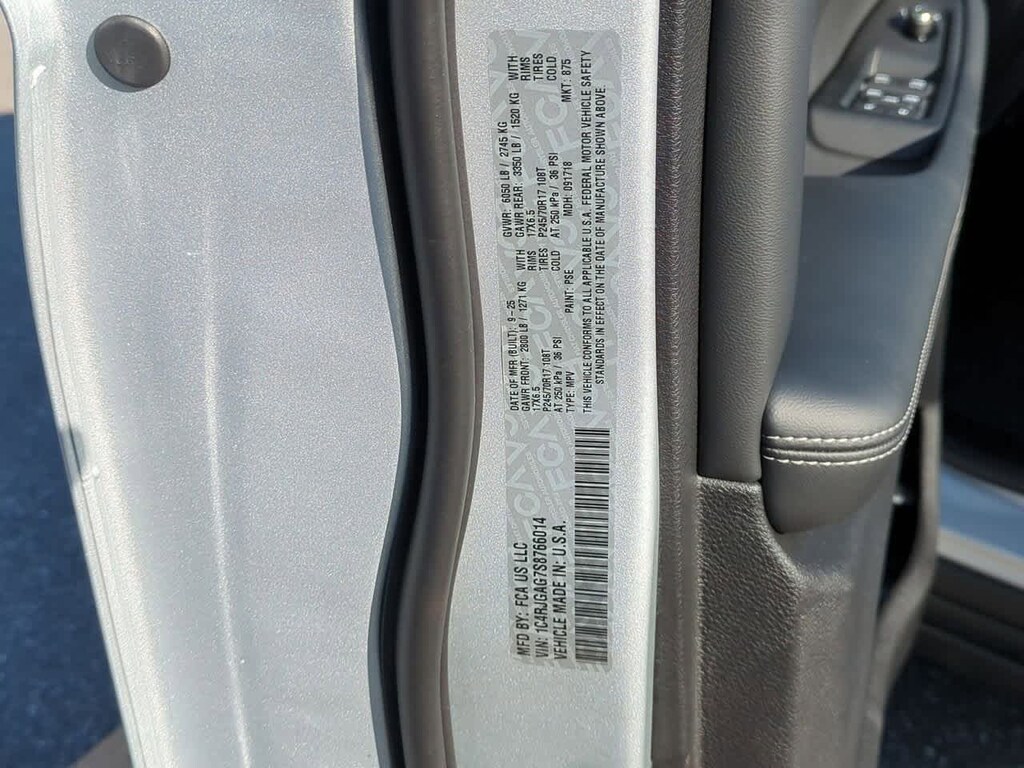 MFD BY: FCA US LLC
VIN: 1C4RJGAG7S8766014
VEHICLE MADE IN: U.S.A.
DATE OF MFR (BUILT): 9-25
GAWR FRONT: 2800 LB / 1271 KG WITH
17X6.5 RIMS
P245/70R17 108T TIRES
AT 250 kPa / 36 PSI COLD
TYPE: MPV PAINT: PSE
GVWR: 6050 LB / 2745 KG
GAWR REAR: 3350 LB / 1520 KG WITH
17X6.5 RIMS
P245/70R17 108T TIRES
AT 250 kPa / 36 PSI COLD
MDH: 091718 MKT: 875
THIS VEHICLE CONFORMS TO ALL APPLICABLE U.S.A. FEDERAL MOTOR VEHICLE SAFETY
STANDARDS IN EFFECT ON THE DATE OF MANUFACTURE SHOWN ABOVE.